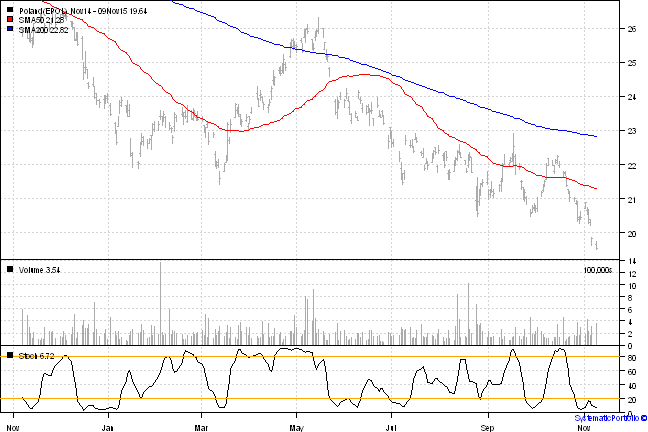 Poland(EPOL), Nov14 - 09Nov15 19.64
SMA50 21.28
SMA200 22.82
26
25
24
23
22
21
20
Volume 3.54
100,000s
14
12
10
8
6
4
2
0
Stoch 6.72
80
60
40
20
0
Nov Jan Mar May Jul Sep Nov
SystematicPortfolio ©